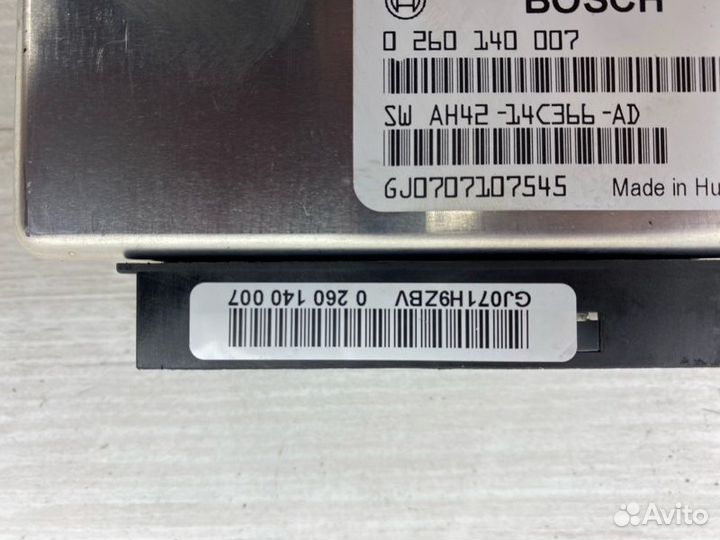 BOSCH
0 260 140 007
SW AH42-14C366-AD
GJ0707107545 Made in Hu
GJ071H9ZBV 0 260 140 007
Avito